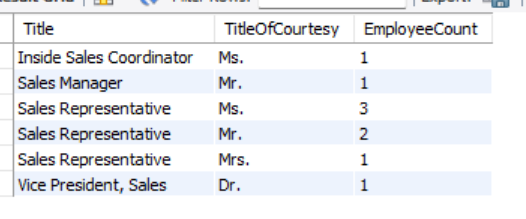 Title TitleOfCourtesy EmployeeCount
Inside Sales Coordinator Ms. 1
Sales Manager Mr. 1
Sales Representative Ms. 3
Sales Representative Mr. 2
Sales Representative Mrs. 1
Vice President, Sales Dr. 1